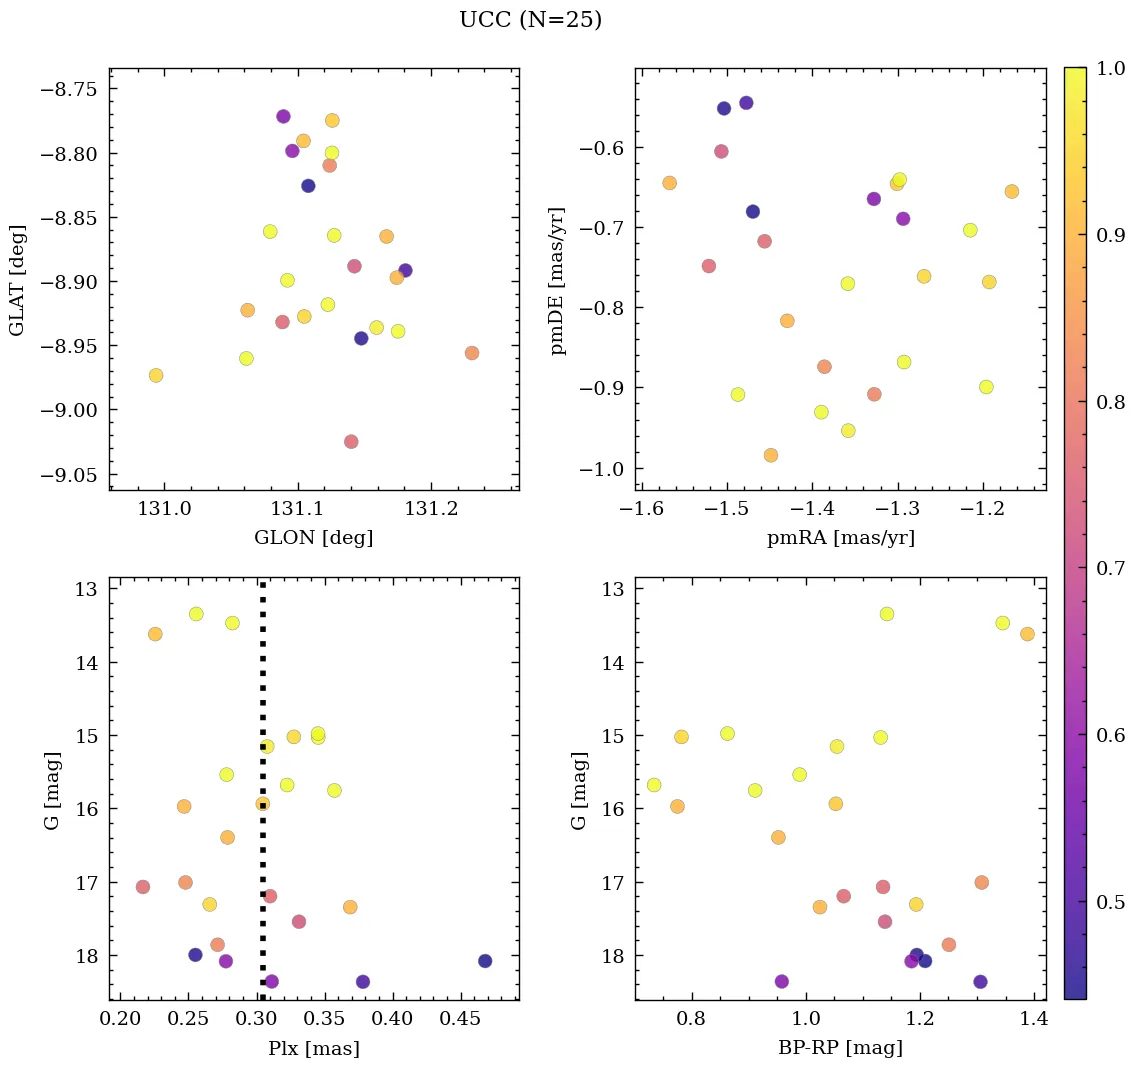 UCC (N=25)
−8.75
−8.80
−8.85
−8.90
−8.95
−9.00
−9.05
GLAT [deg]
131.0 131.1 131.2
GLON [deg]
−0.6
−0.7
−0.8
−0.9
−1.0
pmDE [mas/yr]
−1.6 −1.5 −1.4 −1.3 −1.2
pmRA [mas/yr]
1.0
0.9
0.8
0.7
0.6
0.5
13
14
15
16
17
18
G [mag]
0.20 0.25 0.30 0.35 0.40 0.45
Plx [mas]
13
14
15
16
17
18
G [mag]
0.8 1.0 1.2 1.4
BP-RP [mag]